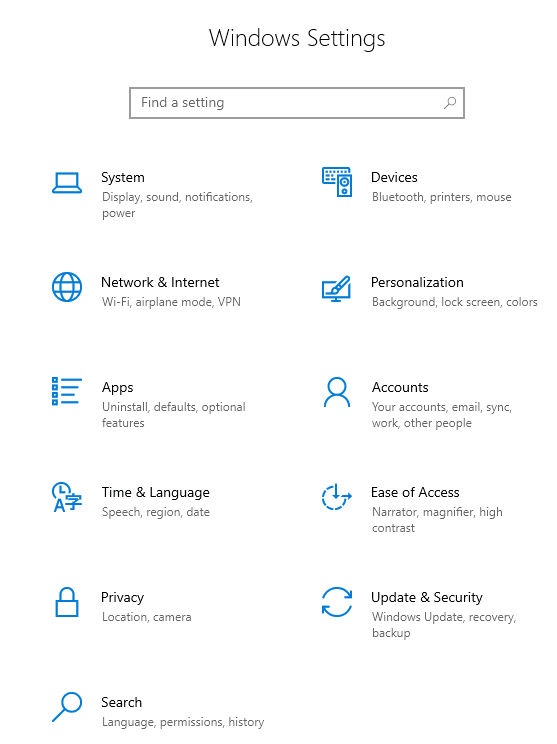 Windows Settings
Find a setting
System
Display, sound, notifications,
power
Devices
Bluetooth, printers, mouse
Network & Internet
Wi-Fi, airplane mode, VPN
Personalization
Background, lock screen, colors
Apps
Uninstall, defaults, optional
features
Accounts
Your accounts, email, sync,
work, other people
Time & Language
Speech, region, date
Ease of Access
Narrator, magnifier, high
contrast
Privacy
Location, camera
Update & Security
Windows Update, recovery,
backup
Search
Language, permissions, history